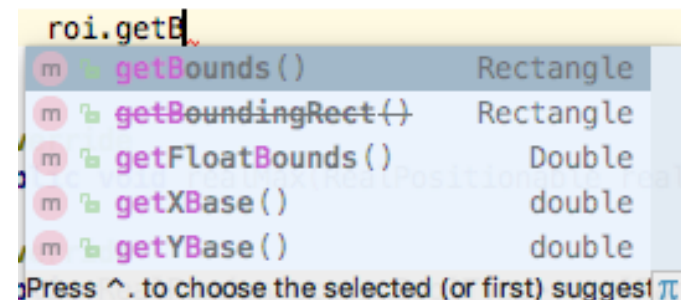 roi.getB
m getBounds() Rectangle
m getBoundingRect() Rectangle
m getFloatBounds() Double
m getXBase() double
m getYBase() double
Press ^. to choose the selected (or first) suggest π